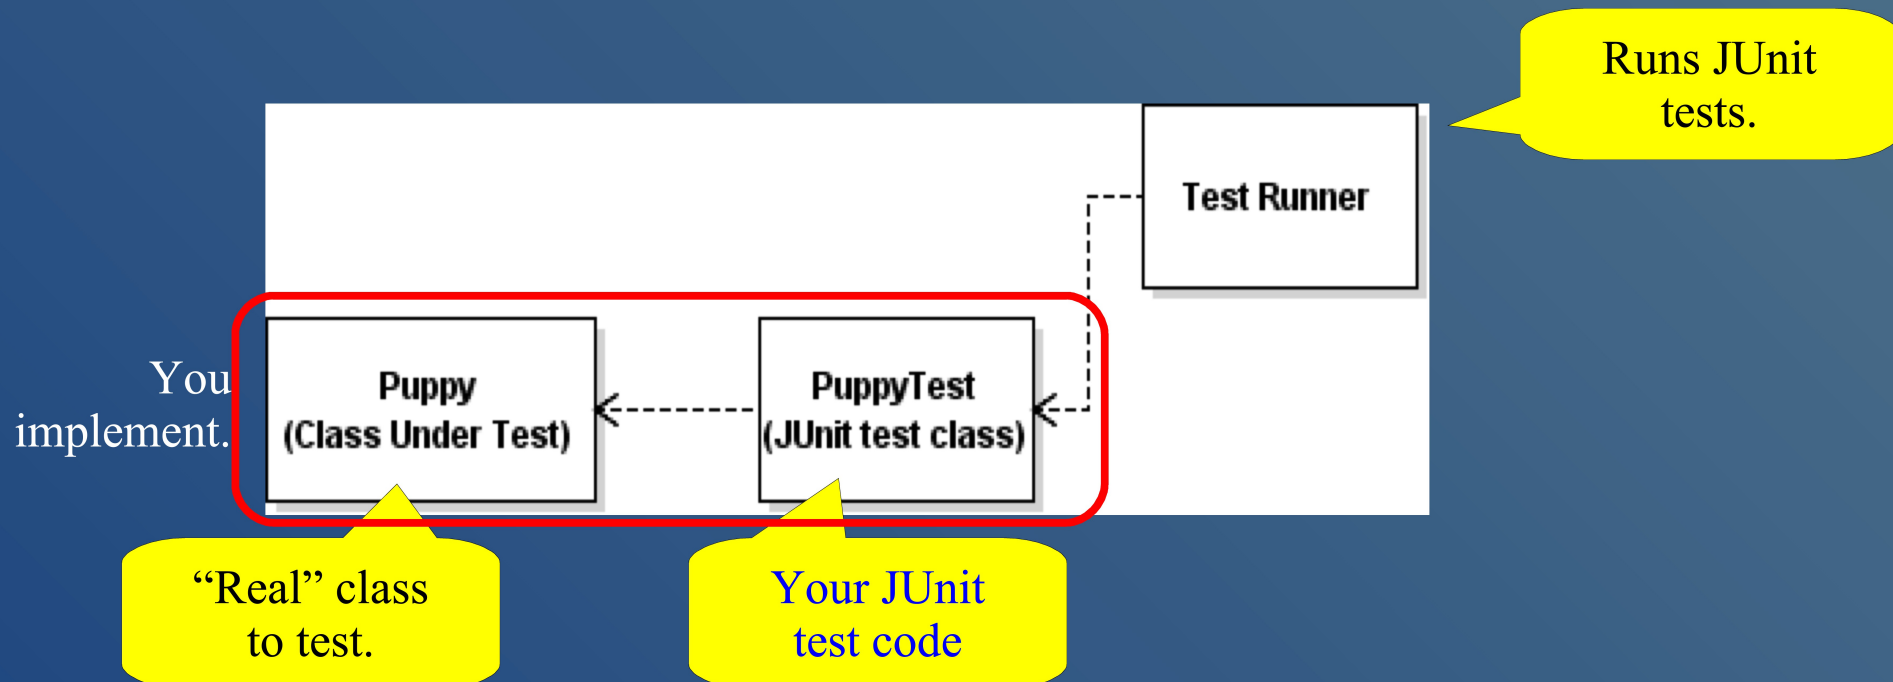 Runs JUnit
tests.
Test Runner
You
implement.
Puppy
(Class Under Test)
PuppyTest
(JUnit test class)
“Real” class
to test.
Your JUnit
test code